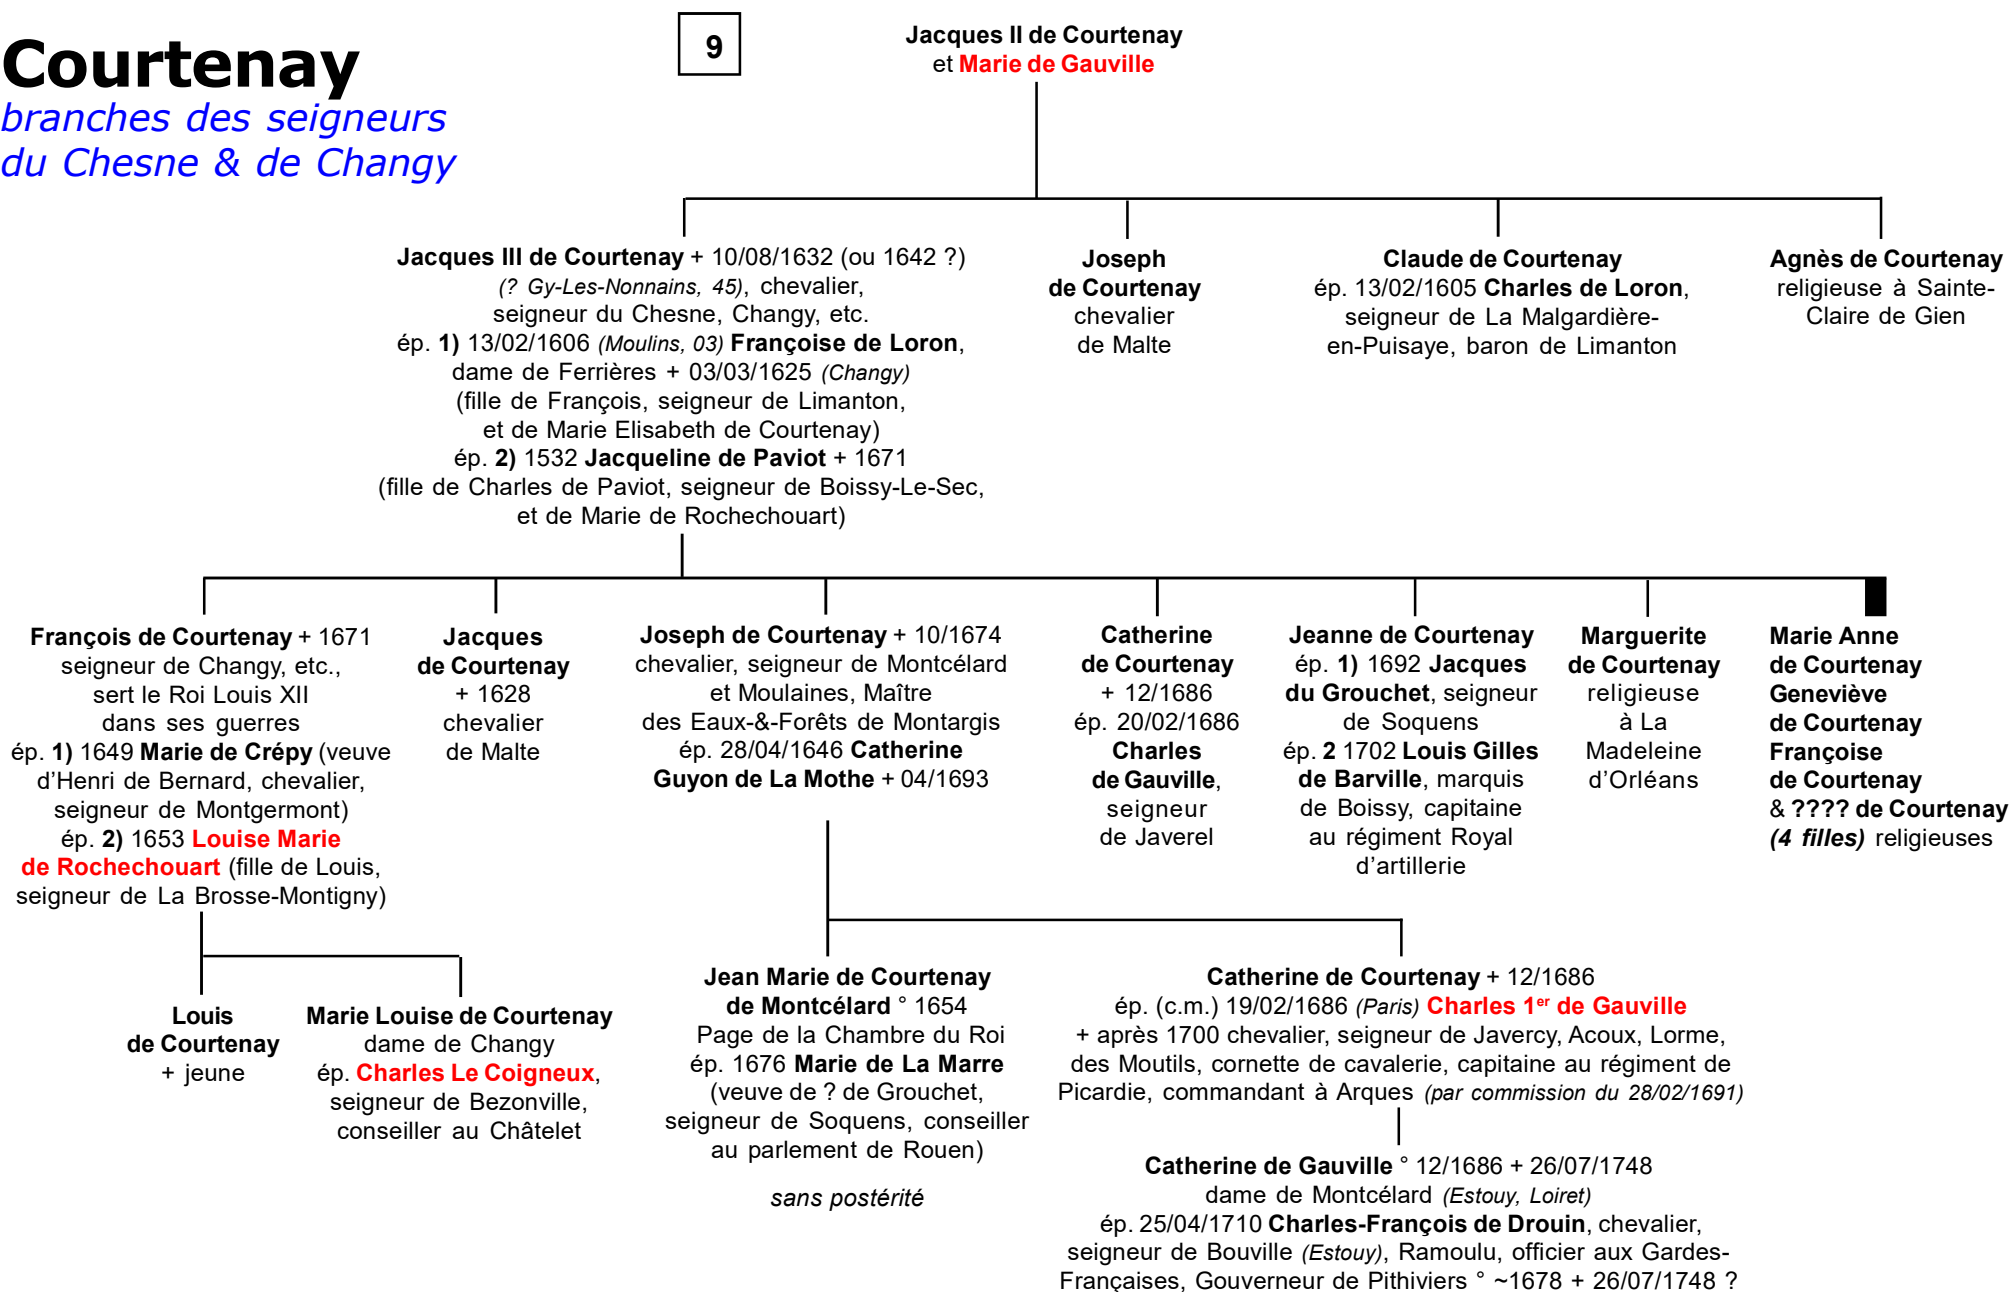 Courtenay
branches des seigneurs
du Chesne & de Changy
9
Jacques II de Courtenay
et Marie de Gauville
Jacques III de Courtenay + 10/08/1632 (ou 1642 ?)
(? Gy-Les-Nonnains, 45), chevalier,
seigneur du Chesne, Changy, etc.
ép. 1) 13/02/1606 (Moulins, 03) Françoise de Loron,
dame de Ferrières + 03/03/1625 (Changy)
(fille de François, seigneur de Limanton,
et de Marie Elisabeth de Courtenay)
ép. 2) 1532 Jacqueline de Paviot + 1671
(fille de Charles de Paviot, seigneur de Boissy-Le-Sec,
et de Marie de Rochechouart)
Joseph
de Courtenay
chevalier
de Malte
Claude de Courtenay
ép. 13/02/1605 Charles de Loron,
seigneur de La Malgardière-
en-Puisaye, baron de Limanton
Agnès de Courtenay
religieuse à Sainte-
Claire de Gien
François de Courtenay + 1671
seigneur de Changy, etc.,
sert le Roi Louis XII
dans ses guerres
ép. 1) 1649 Marie de Crépy (veuve
d'Henri de Bernard, chevalier,
seigneur de Montgermont)
ép. 2) 1653 Louise Marie
de Rochechouart (fille de Louis,
seigneur de La Brosse-Montigny)
Jacques
de Courtenay
+ 1628
chevalier
de Malte
Joseph de Courtenay + 10/1674
chevalier, seigneur de Montcélard
et Moulaines, Maître
des Eaux-&-Forêts de Montargis
ép. 28/04/1646 Catherine
Guyon de La Mothe + 04/1693
Catherine
de Courtenay
+ 12/1686
ép. 20/02/1686
Charles
de Gauville,
seigneur
de Javerel
Jeanne de Courtenay
ép. 1) 1692 Jacques
du Grouchet, seigneur
de Soquens
ép. 2 1702 Louis Gilles
de Barville, marquis
de Boissy, capitaine
au régiment Royal
d'artillerie
Marguerite
de Courtenay
religieuse
à La
Madeleine
d'Orléans
Marie Anne
de Courtenay
Geneviève
de Courtenay
Françoise
de Courtenay
& ???? de Courtenay
(4 filles) religieuses
Louis
de Courtenay
+ jeune
Marie Louise de Courtenay
dame de Changy
ép. Charles Le Coigneux,
seigneur de Bezonville,
conseiller au Châtelet
Jean Marie de Courtenay
de Montcélard ° 1654
Page de la Chambre du Roi
ép. 1676 Marie de La Marre
(veuve de ? de Grouchet,
seigneur de Soquens, conseiller
au parlement de Rouen)
sans postérité
Catherine de Courtenay + 12/1686
ép. (c.m.) 19/02/1686 (Paris) Charles 1er de Gauville
+ après 1700 chevalier, seigneur de Javercy, Acoux, Lorme,
des Moutils, cornette de cavalerie, capitaine au régiment de
Picardie, commandant à Arques (par commission du 28/02/1691)
Catherine de Gauville ° 12/1686 + 26/07/1748
dame de Montcélard (Estouy, Loiret)
ép. 25/04/1710 Charles-François de Drouin, chevalier,
seigneur de Bouville (Estouy), Ramoulu, officier aux Gardes-
Françaises, Gouverneur de Pithiviers ° ~1678 + 26/07/1748 ?